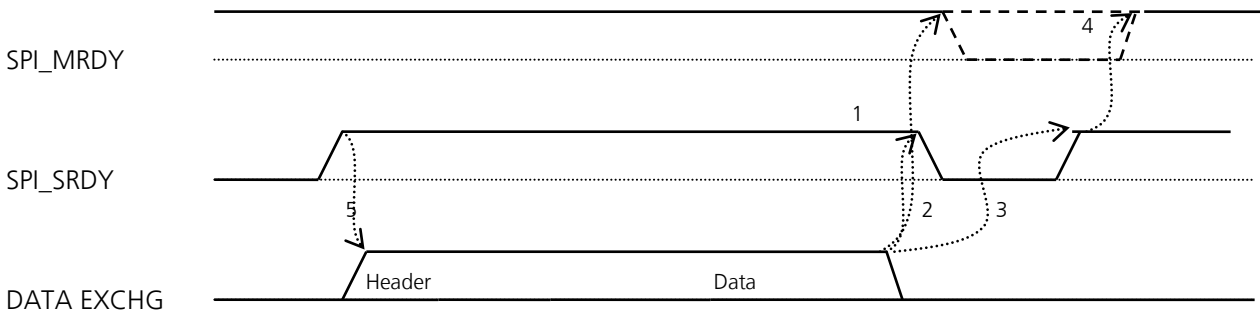 4
SPI_MRDY
1
SPI_SRDY
5
2
3
Header
Data
DATA EXCHG